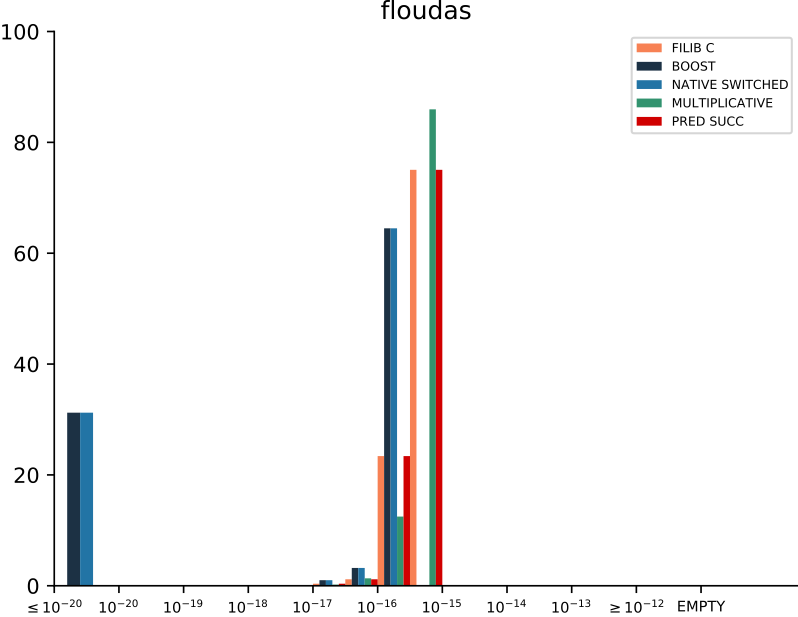 floudas
100
80
60
40
20
0
FILIB C
BOOST
NATIVE SWITCHED
MULTIPLICATIVE
PRED SUCC
≤ 10⁻²⁰ 10⁻²⁰ 10⁻¹⁹ 10⁻¹⁸ 10⁻¹⁷ 10⁻¹⁶ 10⁻¹⁵ 10⁻¹⁴ 10⁻¹³ ≥ 10⁻¹² EMPTY